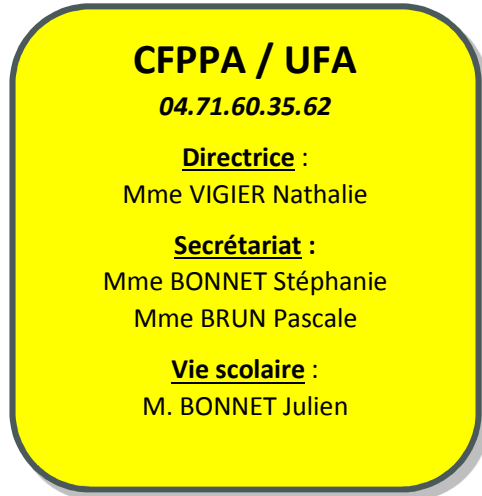 CFPPA / UFA
04.71.60.35.62
Directrice :
Mme VIGIER Nathalie
Secrétariat :
Mme BONNET Stéphanie
Mme BRUN Pascale
Vie scolaire :
M. BONNET Julien